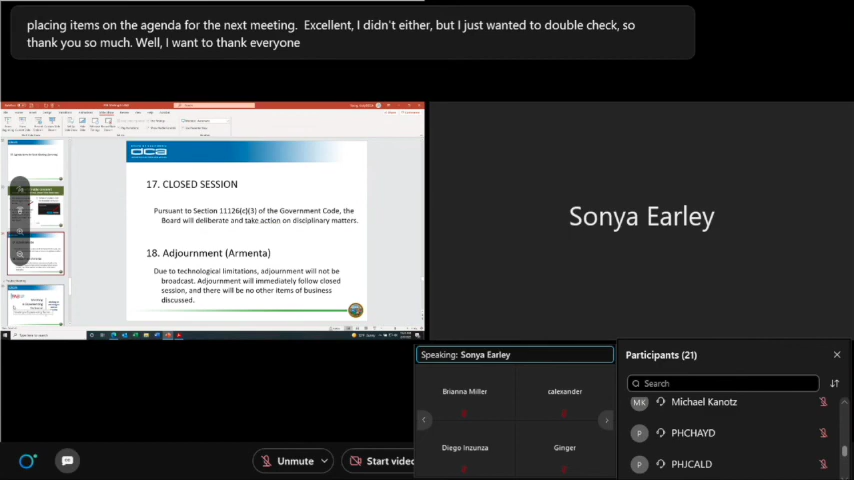 placing items on the agenda for the next meeting.  Excellent, I didn't either, but I just wanted to double check, so
thank you so much. Well, I want to thank everyone
dca
17. CLOSED SESSION
Pursuant to Section 11126(c)(3) of the Government Code, the
Board will deliberate and take action on disciplinary matters.
18. Adjournment (Armenta)
Due to technological limitations, adjournment will not be
broadcast. Adjournment will immediately follow closed
session, and there will be no other items of business
discussed.
Sonya Earley
Speaking: Sonya Earley
Brianna Miller
calexander
Diego Inzunza
Ginger
Participants (21)
Search
MK Michael Kanotz
P PHCHAYD
P PHJCALD
Unmute
Start video